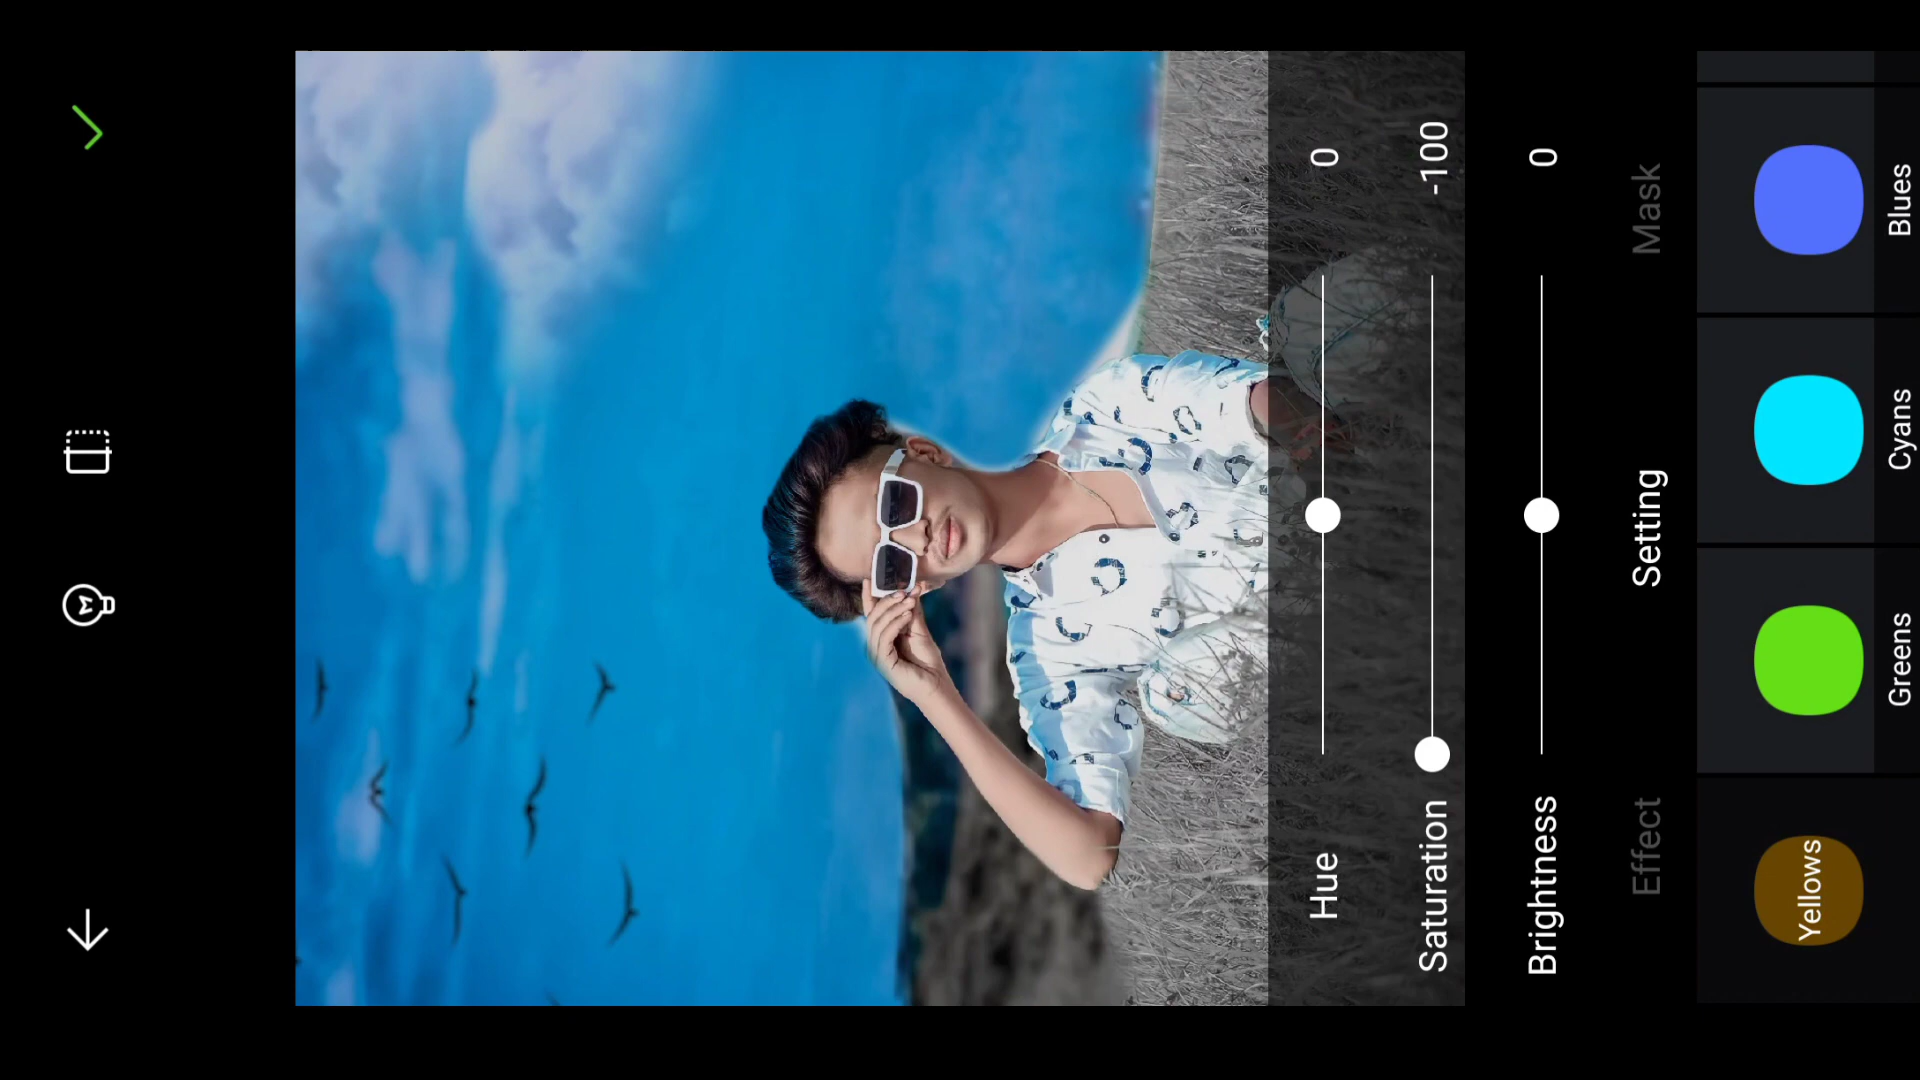 Hue 0
Saturation -100
Brightness 0
Effect Setting Mask
Yellows Greens Cyans Blues